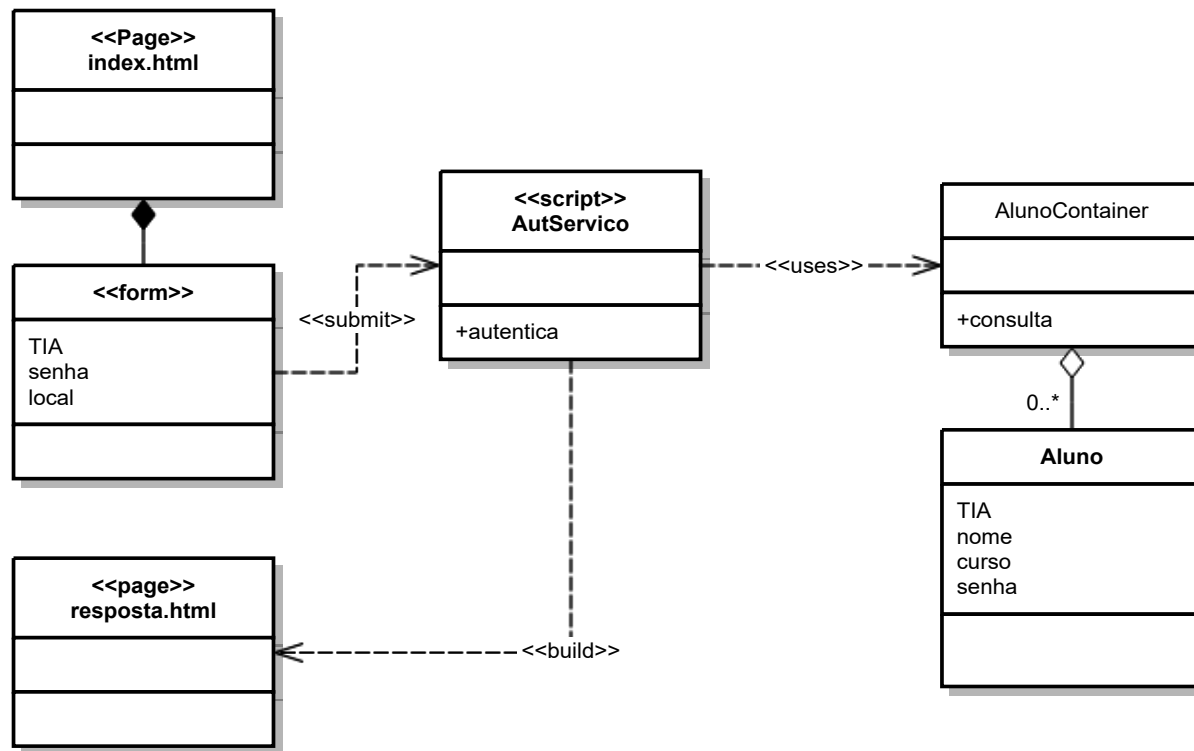 <<Page>>
index.html
<<form>>
TIA
senha
local
<<submit>>
<<script>>
AutServico
+autentica
<<uses>>
AlunoContainer
+consulta
0..*
Aluno
TIA
nome
curso
senha
<<build>>
<<page>>
resposta.html